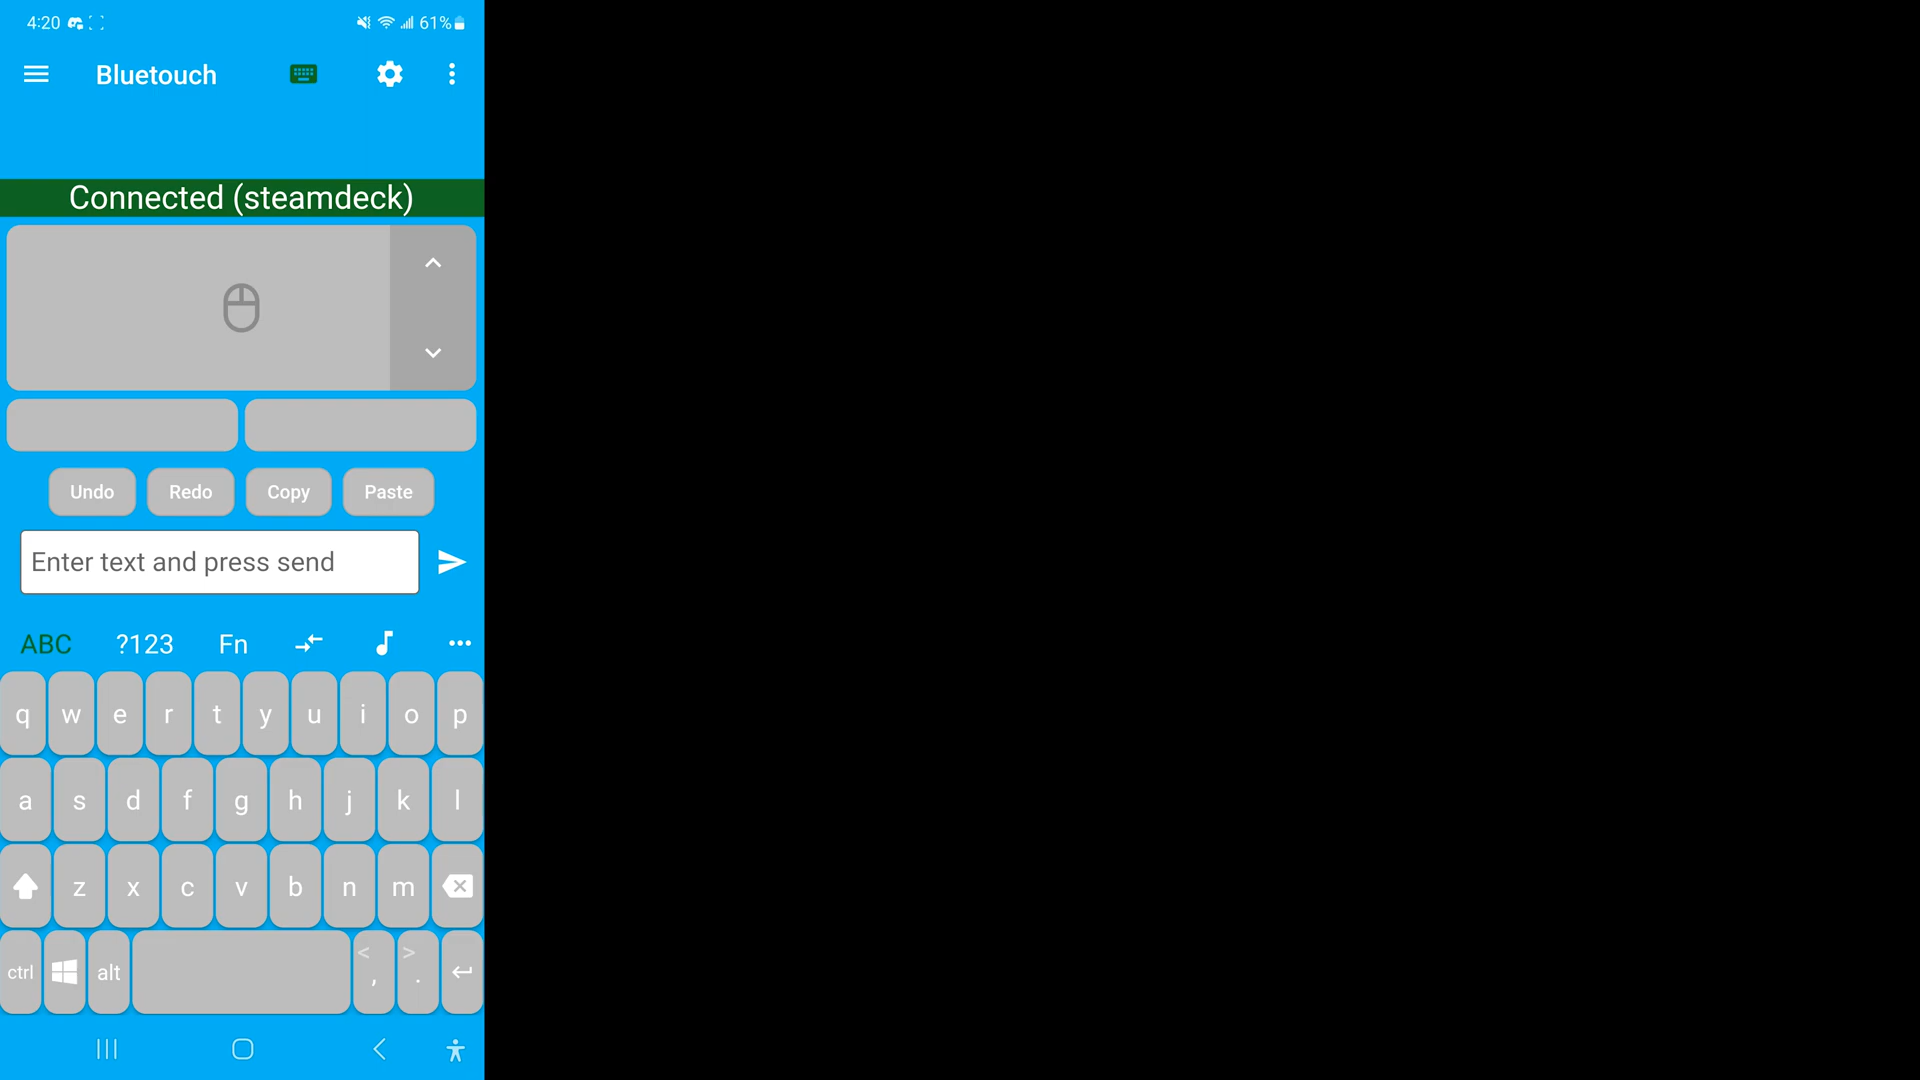 4:20 61%
Bluetouch
Connected (steamdeck)
Undo Redo Copy Paste
Enter text and press send
ABC ?123 Fn
q w e r t y u i o p
a s d f g h j k l
z x c v b n m
ctrl alt < , > .